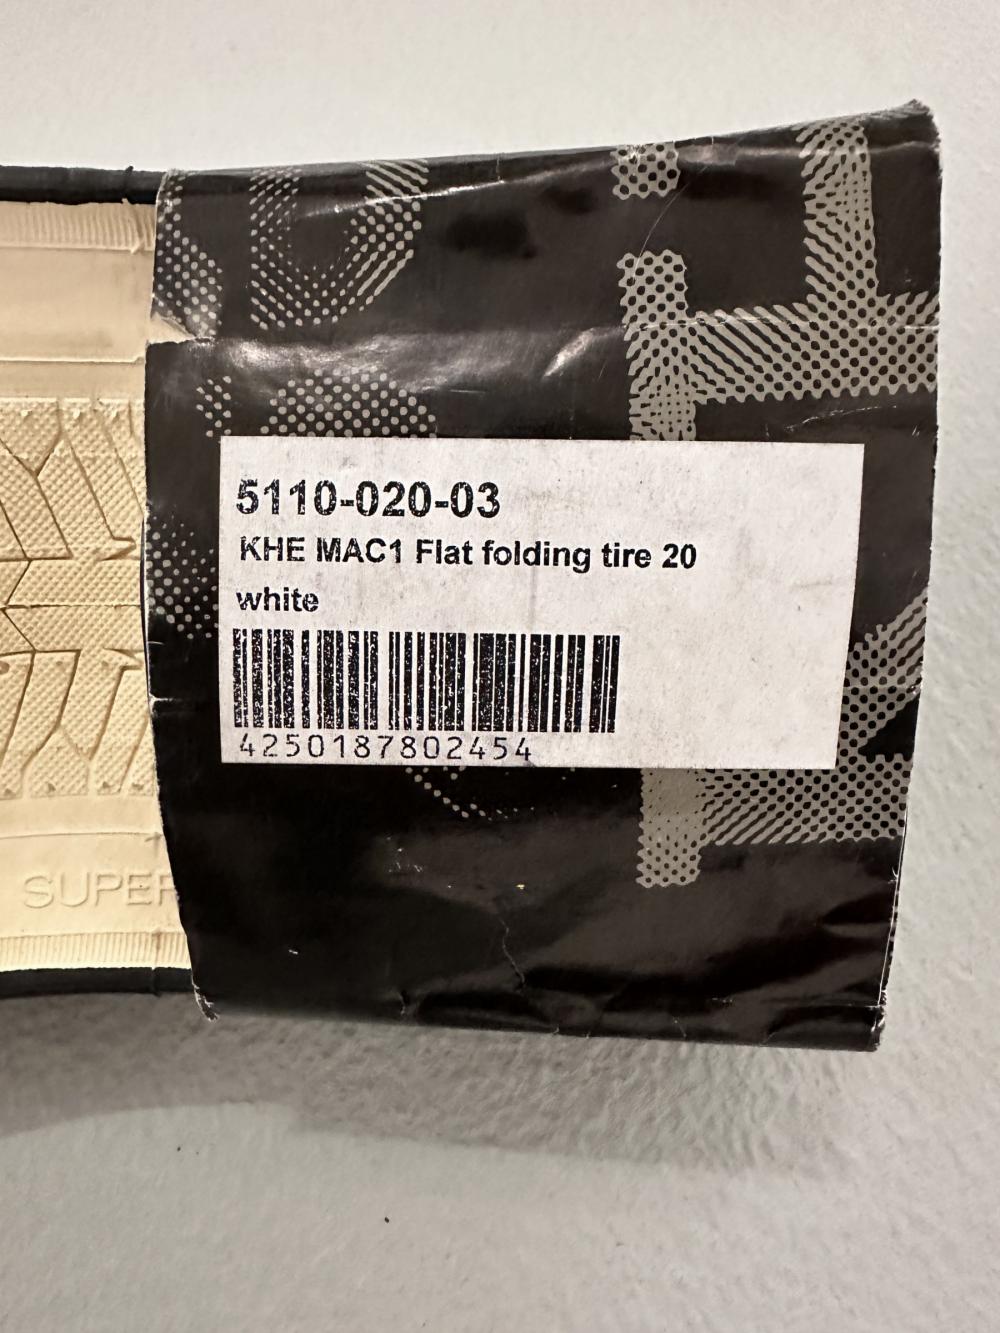 5110-020-03
KHE MAC1 Flat folding tire 20
white
4250187802454
SUPER